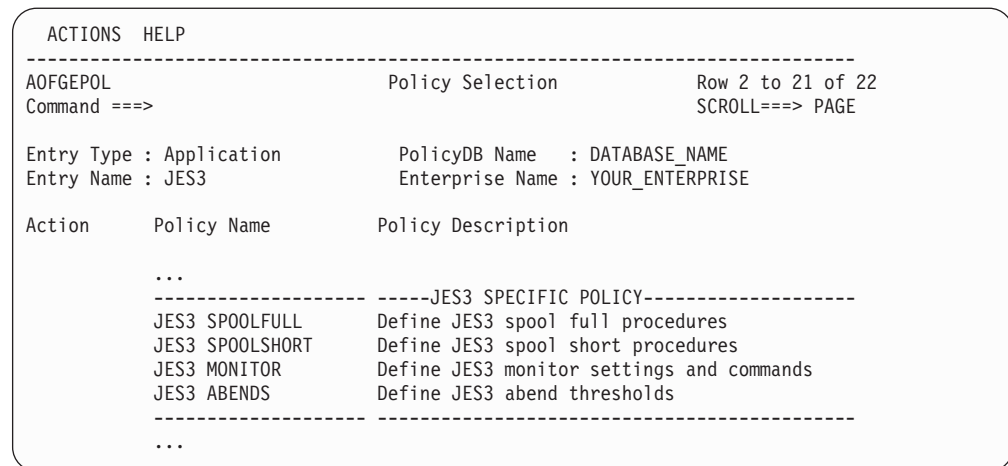 ACTIONS HELP
----------------------------------------------------------------------------
AOFGEPOL Policy Selection Row 2 to 21 of 22
Command ===> SCROLL===> PAGE
Entry Type : Application PolicyDB Name : DATABASE_NAME
Entry Name : JES3 Enterprise Name : YOUR_ENTERPRISE
Action Policy Name Policy Description
...
------------------- -----JES3 SPECIFIC POLICY-------------------
JES3 SPOOLFULL Define JES3 spool full procedures
JES3 SPOOLSHORT Define JES3 spool short procedures
JES3 MONITOR Define JES3 monitor settings and commands
JES3 ABENDS Define JES3 abend thresholds
------------------- --------------------------------------------
...